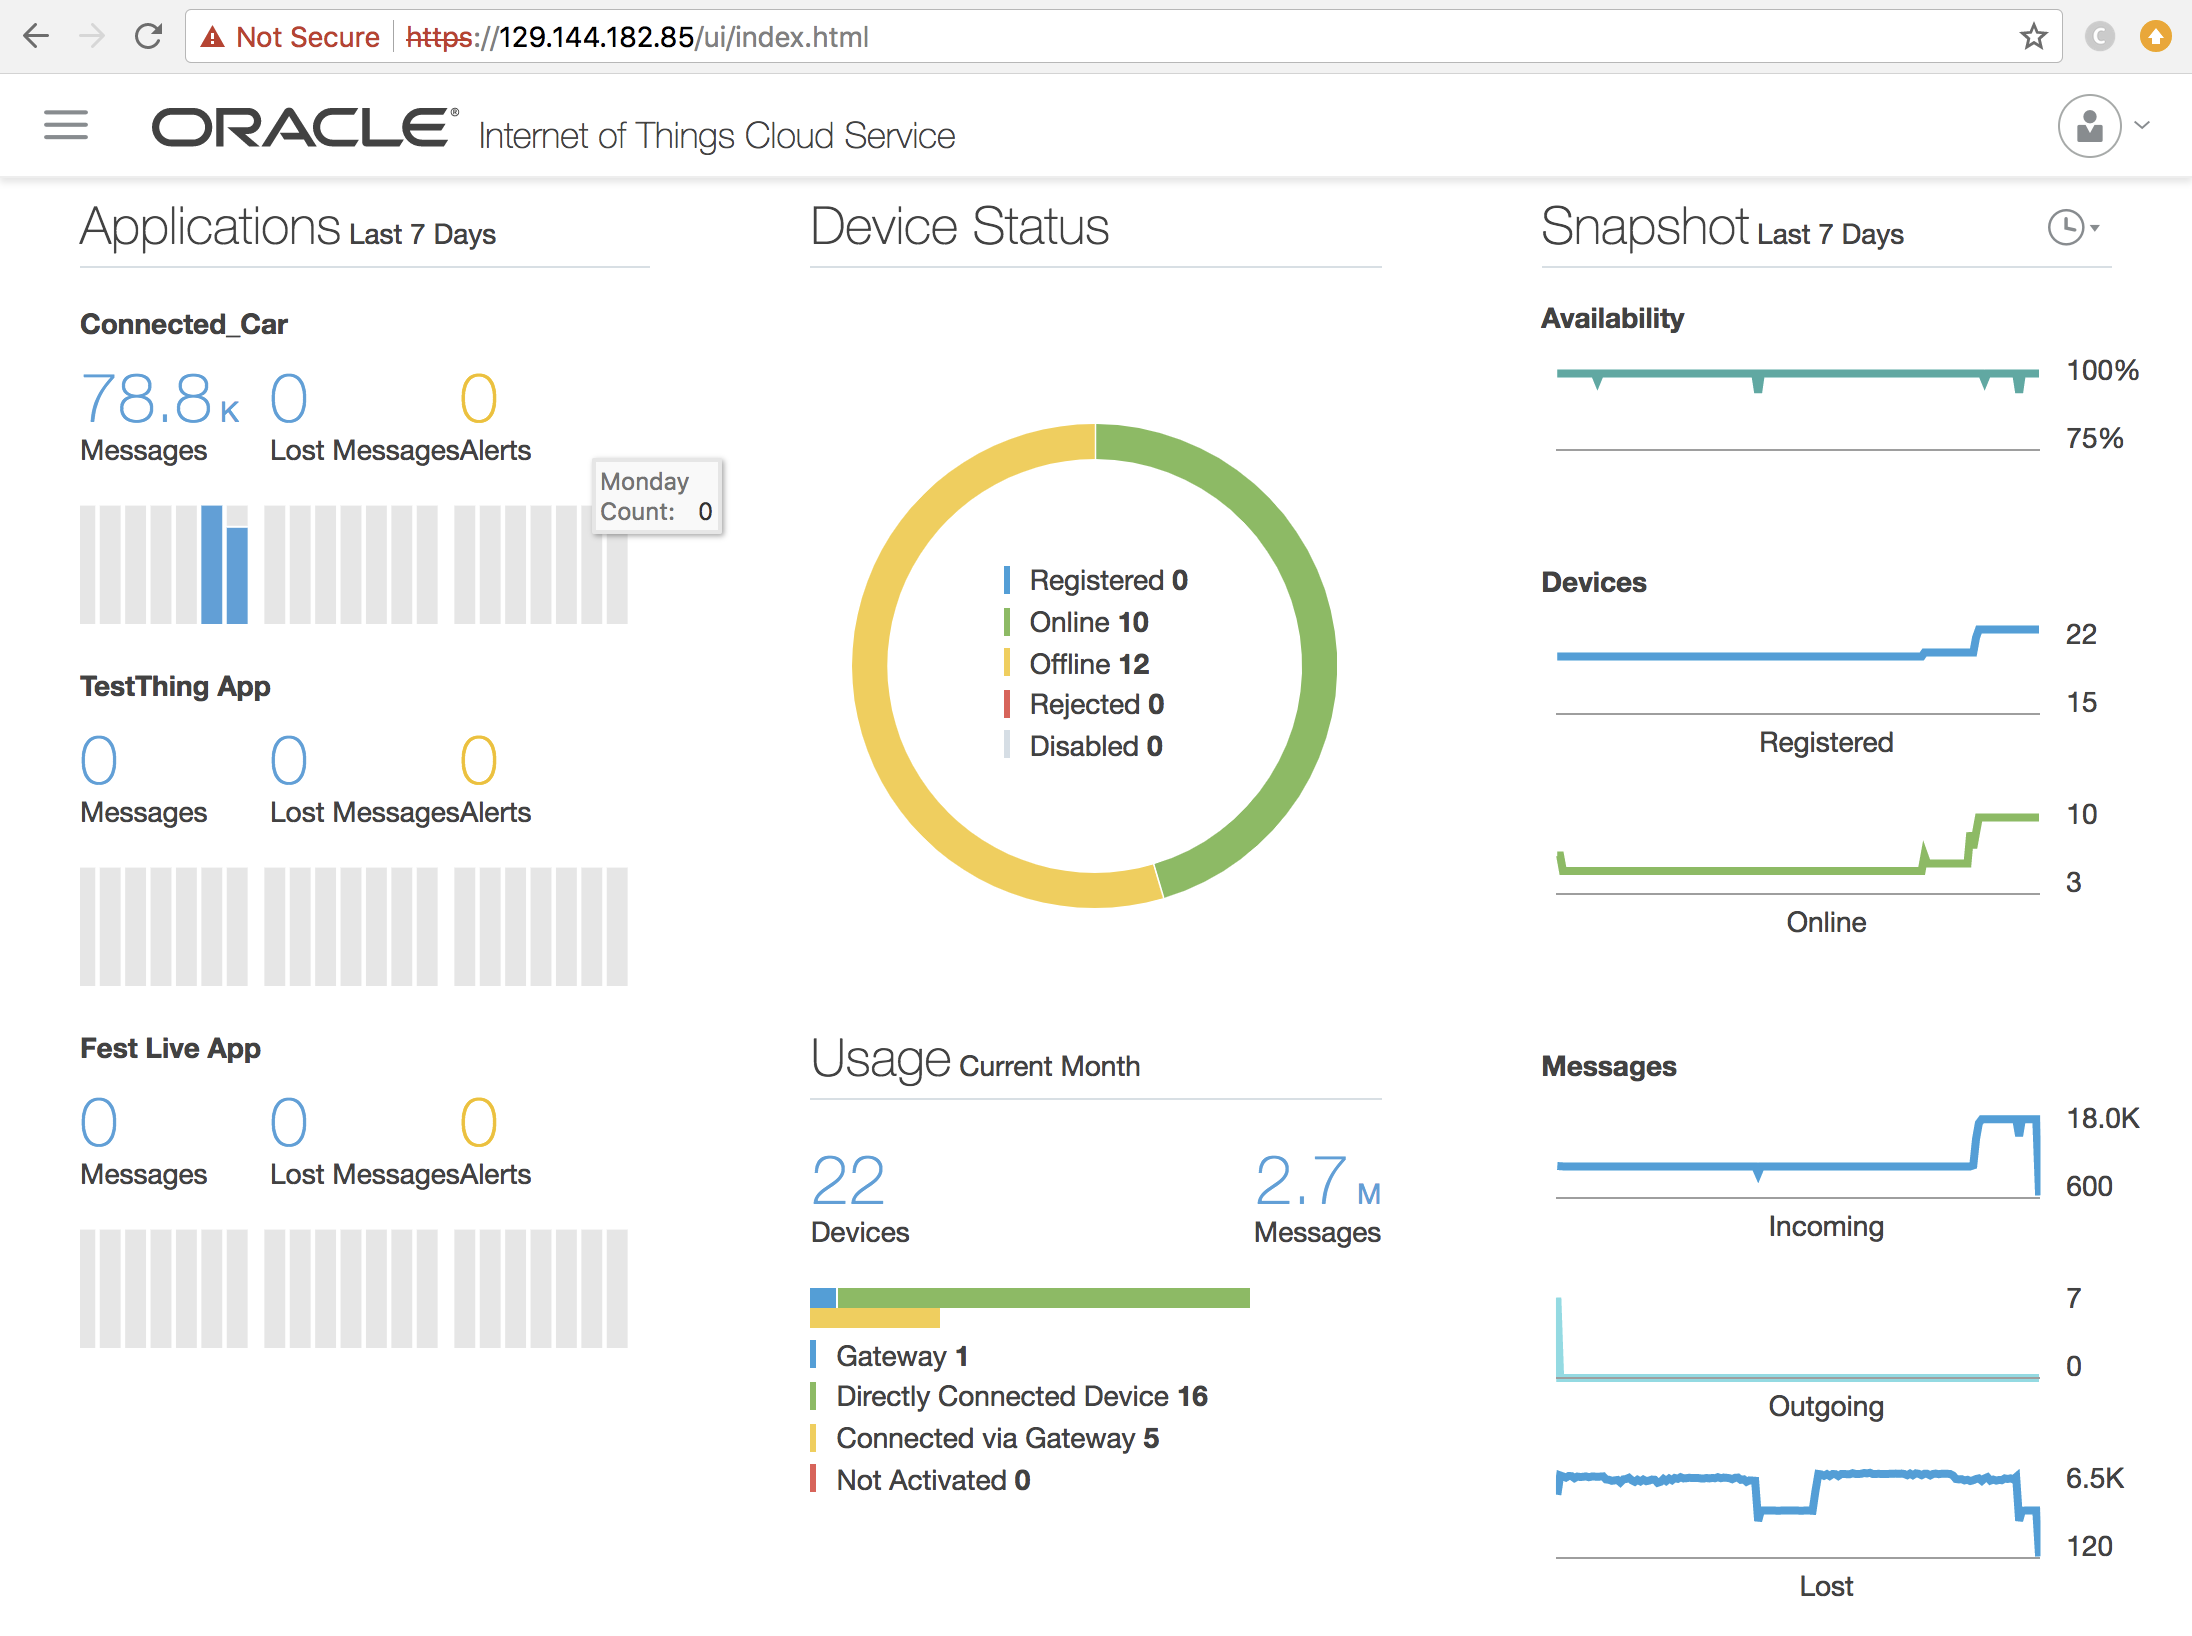 Not Secure https://129.144.182.85/ui/index.html
C
ORACLE® Internet of Things Cloud Service
Applications Last 7 Days
Connected_Car
78.8 K 0 0
Messages Lost Messages Alerts
Monday
Count: 0
TestThing App
0 0 0
Messages Lost Messages Alerts
Fest Live App
0 0 0
Messages Lost Messages Alerts
Device Status
Registered 0
Online 10
Offline 12
Rejected 0
Disabled 0
Usage Current Month
22 2.7 M
Devices Messages
Gateway 1
Directly Connected Device 16
Connected via Gateway 5
Not Activated 0
Snapshot Last 7 Days
Availability
100%
75%
Devices
22
15
Registered
10
3
Online
Messages
18.0K
600
Incoming
7
0
Outgoing
6.5K
120
Lost